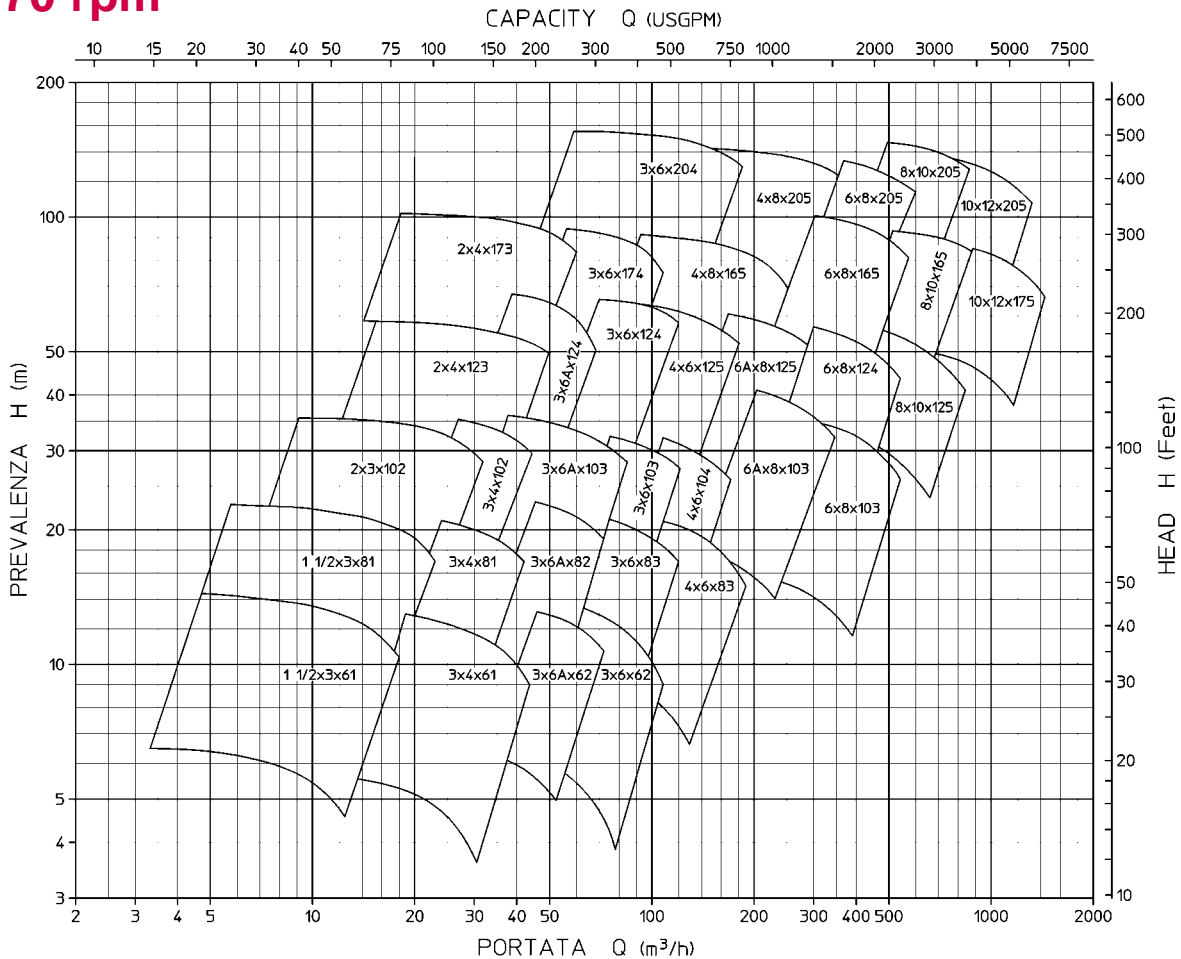 70 rpm
CAPACITY Q (USGPM)
10 15 20 30 40 50 75 100 150 200 300 500 750 1000 2000 3000 5000 7500
200 600
500
3x6x204 8x10x205
4x8x205 6x8x205 400
10x12x205
100 300
2x4x173
3x6x174 4x8x165 6x8x165 8x10x165
10x12x175
200
3x6x124
50 2x4x123 3x6Ax124 4x6x125 6Ax8x125 6x8x124
40 8x10x125
30 100
2x3x102 3x4x102 3x6Ax103 3x6x103 4x6x104 6Ax8x103
6x8x103
20
1 1/2x3x81 3x4x81 3x6Ax82 3x6x83
4x6x83 50
40
10 1 1/2x3x61 3x4x61 3x6Ax62 3x6x62 30
20
5
4
3 10
2 3 4 5 10 20 30 40 50 100 200 300 400 500 1000 2000
PORTATA Q (m³/h)
PREVALENZA H (m)
HEAD H (Feet)